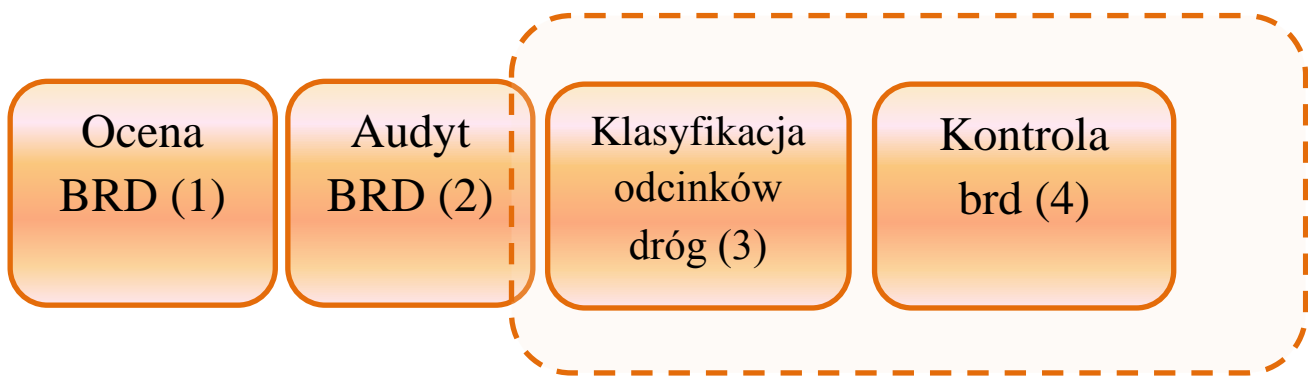 Ocena
BRD (1)
Audyt
BRD (2)
Klasyfikacja
odcinków
dróg (3)
Kontrola
brd (4)